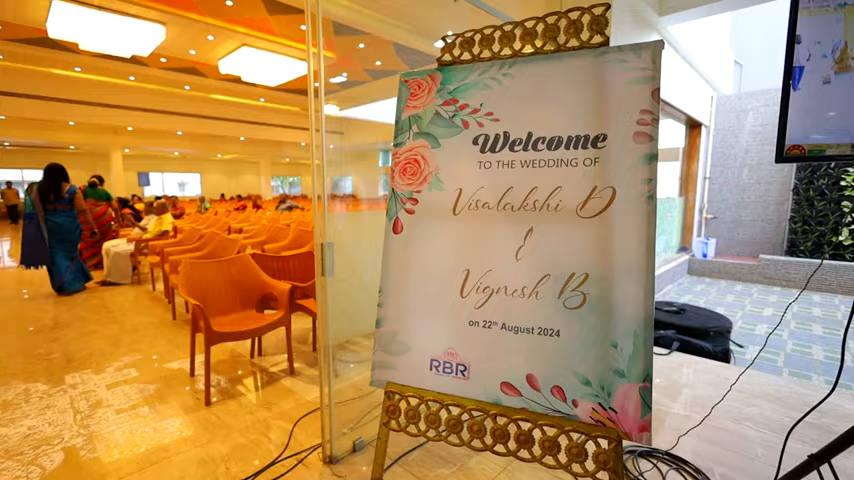 Welcome
TO THE WEDDING OF
Visalakshi D
&
Vignesh B
on 22th August 2024
RBR